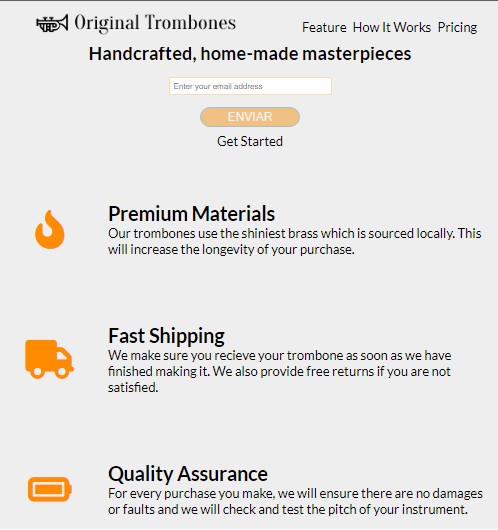 Original Trombones
Feature How It Works Pricing
Handcrafted, home-made masterpieces
Enter your email address
ENVIAR
Get Started
Premium Materials
Our trombones use the shiniest brass which is sourced locally. This
will increase the longevity of your purchase.
Fast Shipping
We make sure you recieve your trombone as soon as we have
finished making it. We also provide free returns if you are not
satisfied.
Quality Assurance
For every purchase you make, we will ensure there are no damages
or faults and we will check and test the pitch of your instrument.